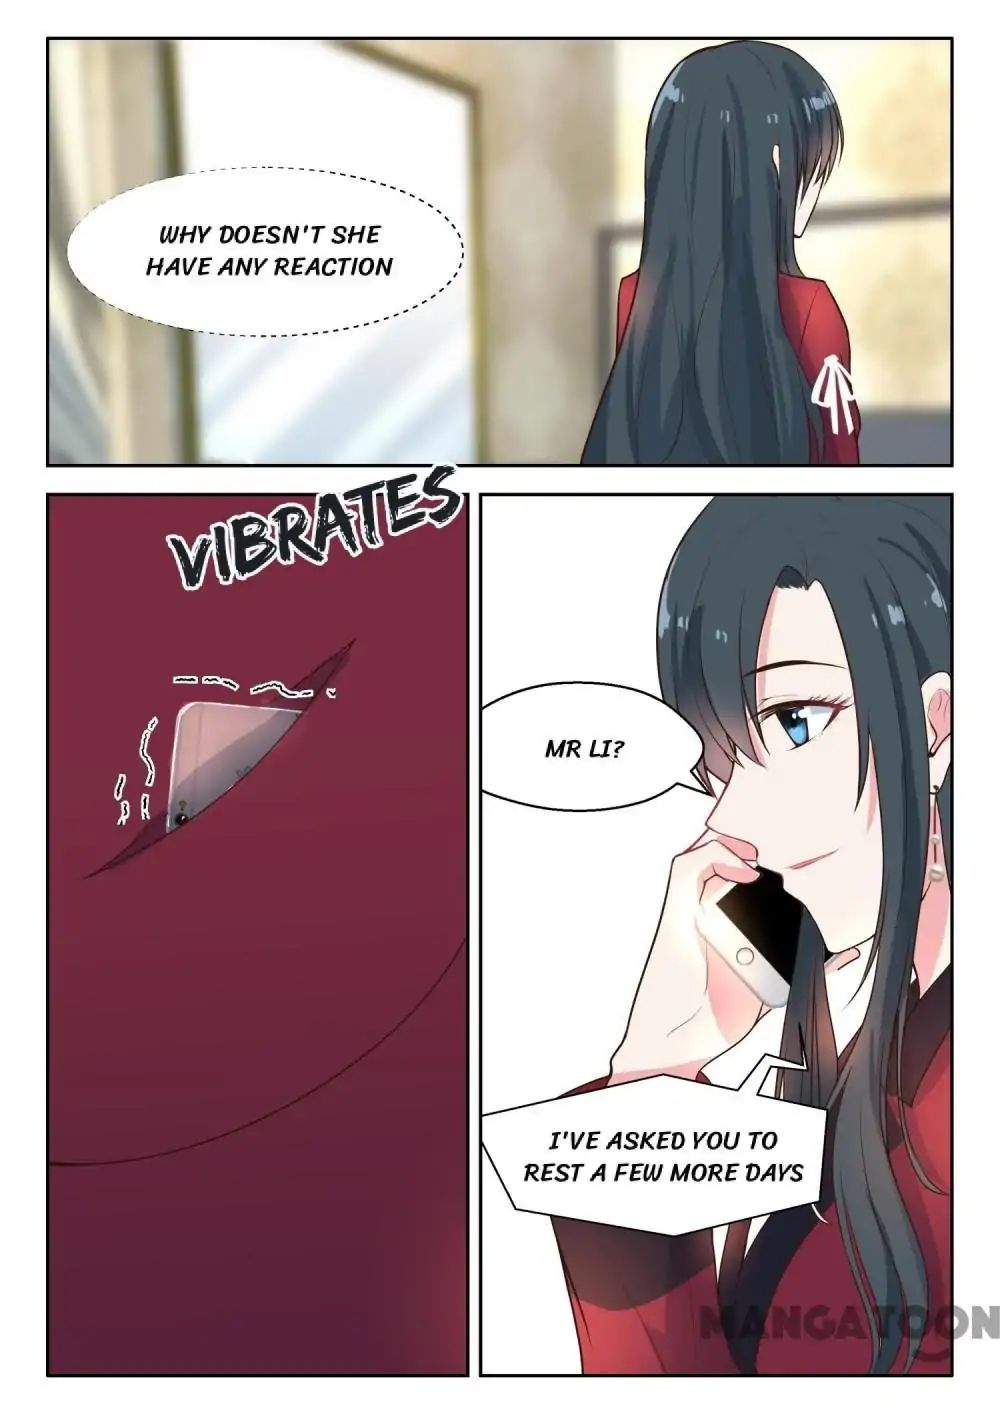 WHY DOESN'T SHE
HAVE ANY REACTION
VIBRATES
MR LI?
I'VE ASKED YOU TO
REST A FEW MORE DAYS
MANGATOON